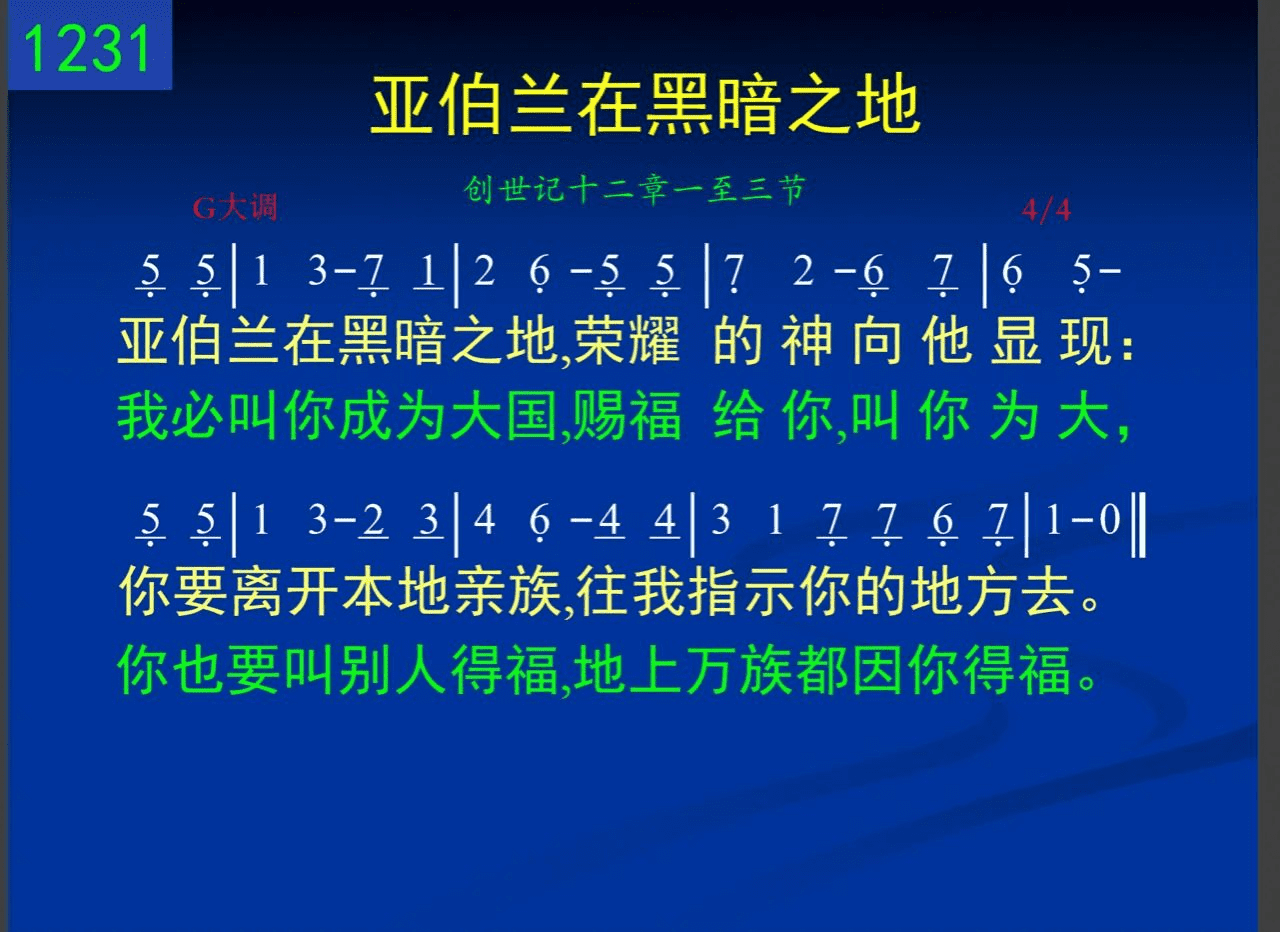 1231
亚伯兰在黑暗之地
创世记十二章一至三节
G大调 4/4
5̣ 5̣|1 3-7̣ 1|2 6̣ -5̣ 5̣|7̣ 2 -6̣ 7̣|6̣ 5̣-
亚伯兰在黑暗之地,荣耀 的 神 向 他 显 现：
我必叫你成为大国,赐福 给 你,叫 你 为 大，
5̣ 5̣|1 3-2 3|4 6̣ -4 4|3 1 7̣ 7̣ 6̣ 7̣|1-0‖
你要离开本地亲族,往我指示你的地方去。
你也要叫别人得福,地上万族都因你得福。